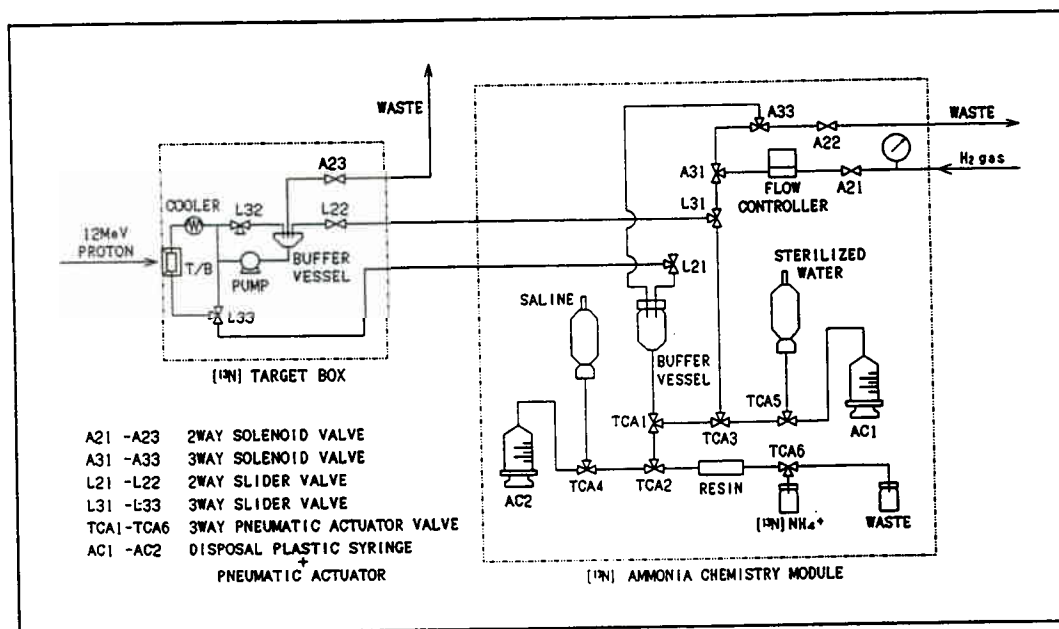 WASTE
A23
COOLER
L32
L22
12MeV
PROTON
T/B
PUMP
BUFFER
VESSEL
L33
[¹³N] TARGET BOX
A33
WASTE
A22
A31
H₂ gas
FLOW
CONTROLLER
A21
L31
L21
STERILIZED
WATER
SALINE
BUFFER
VESSEL
TCA1
TCA3
TCA5
AC1
AC2
TCA4
TCA2
RESIN
TCA6
[¹³N] NH₄⁺
WASTE
[¹³N] AMMONIA CHEMISTRY MODULE
A21 -A23 2WAY SOLENOID VALVE
A31 -A33 3WAY SOLENOID VALVE
L21 -L22 2WAY SLIDER VALVE
L31 -L33 3WAY SLIDER VALVE
TCA1-TCA6 3WAY PNEUMATIC ACTUATOR VALVE
AC1 -AC2 DISPOSAL PLASTIC SYRINGE
+
PNEUMATIC ACTUATOR